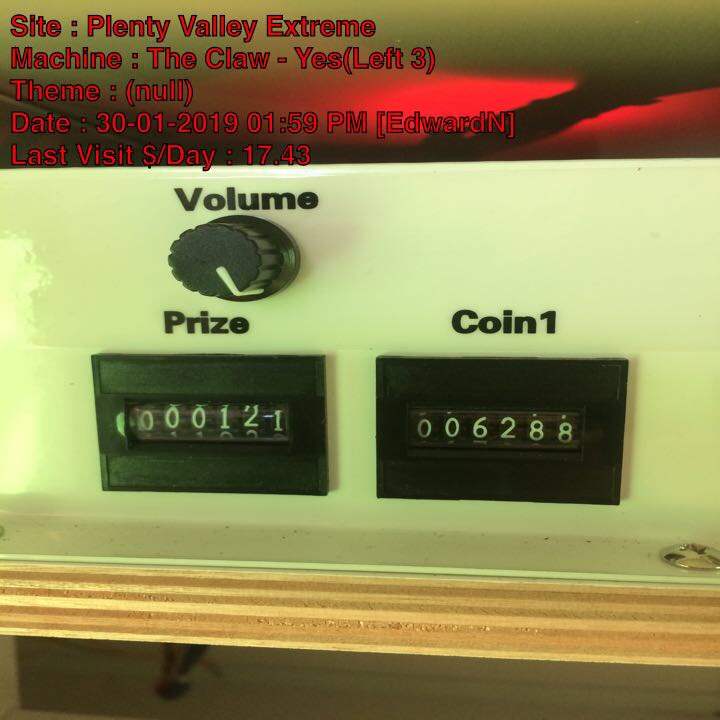 Site : Plenty Valley Extreme
Machine : The Claw - Yes(Left 3)
Theme : (null)
Date : 30-01-2019 01:59 PM [EdwardN]
Last Visit $/Day : 17.43
Volume
Prize Coin1
000121 006288